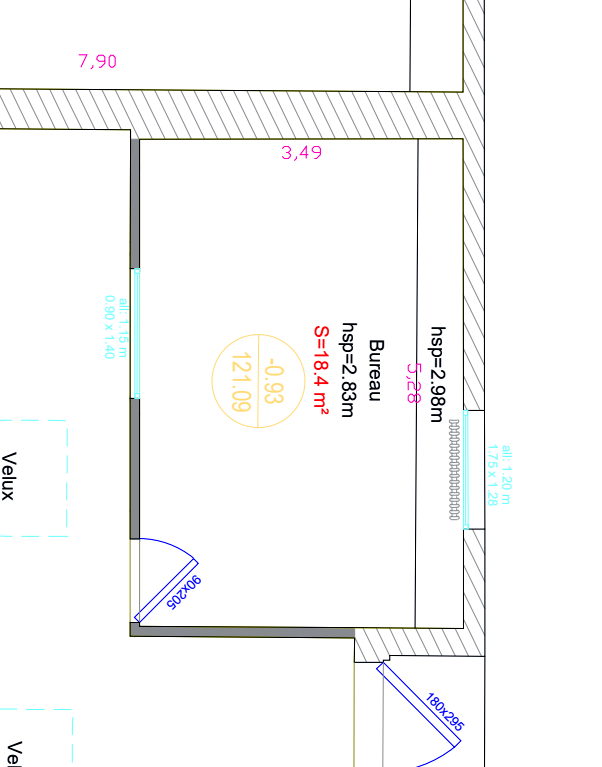 7,90
3,49
all: 1.15 m
0.90 x 1.40
hsp=2.98m
5,28
Bureau
hsp=2.83m
S=18.4 m²
-0.93
121.09
all: 1.20 m
1.75 x 1.28
Velux
90x205
180x295